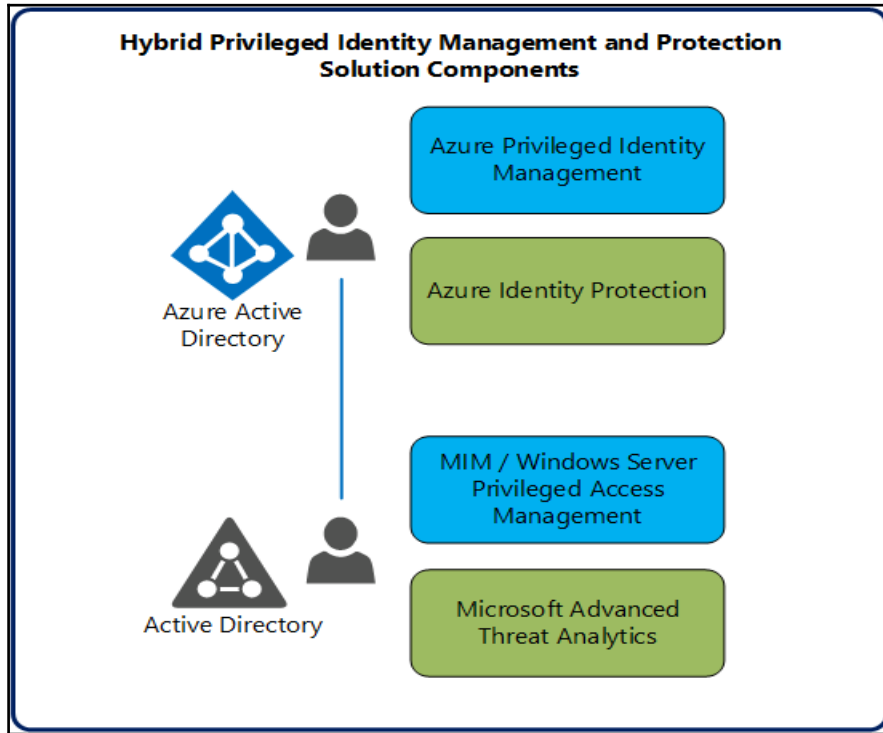 Hybrid Privileged Identity Management and Protection
Solution Components
Azure Privileged Identity
Management
Azure Active
Directory
Azure Identity Protection
MIM / Windows Server
Privileged Access
Management
Active Directory
Microsoft Advanced
Threat Analytics